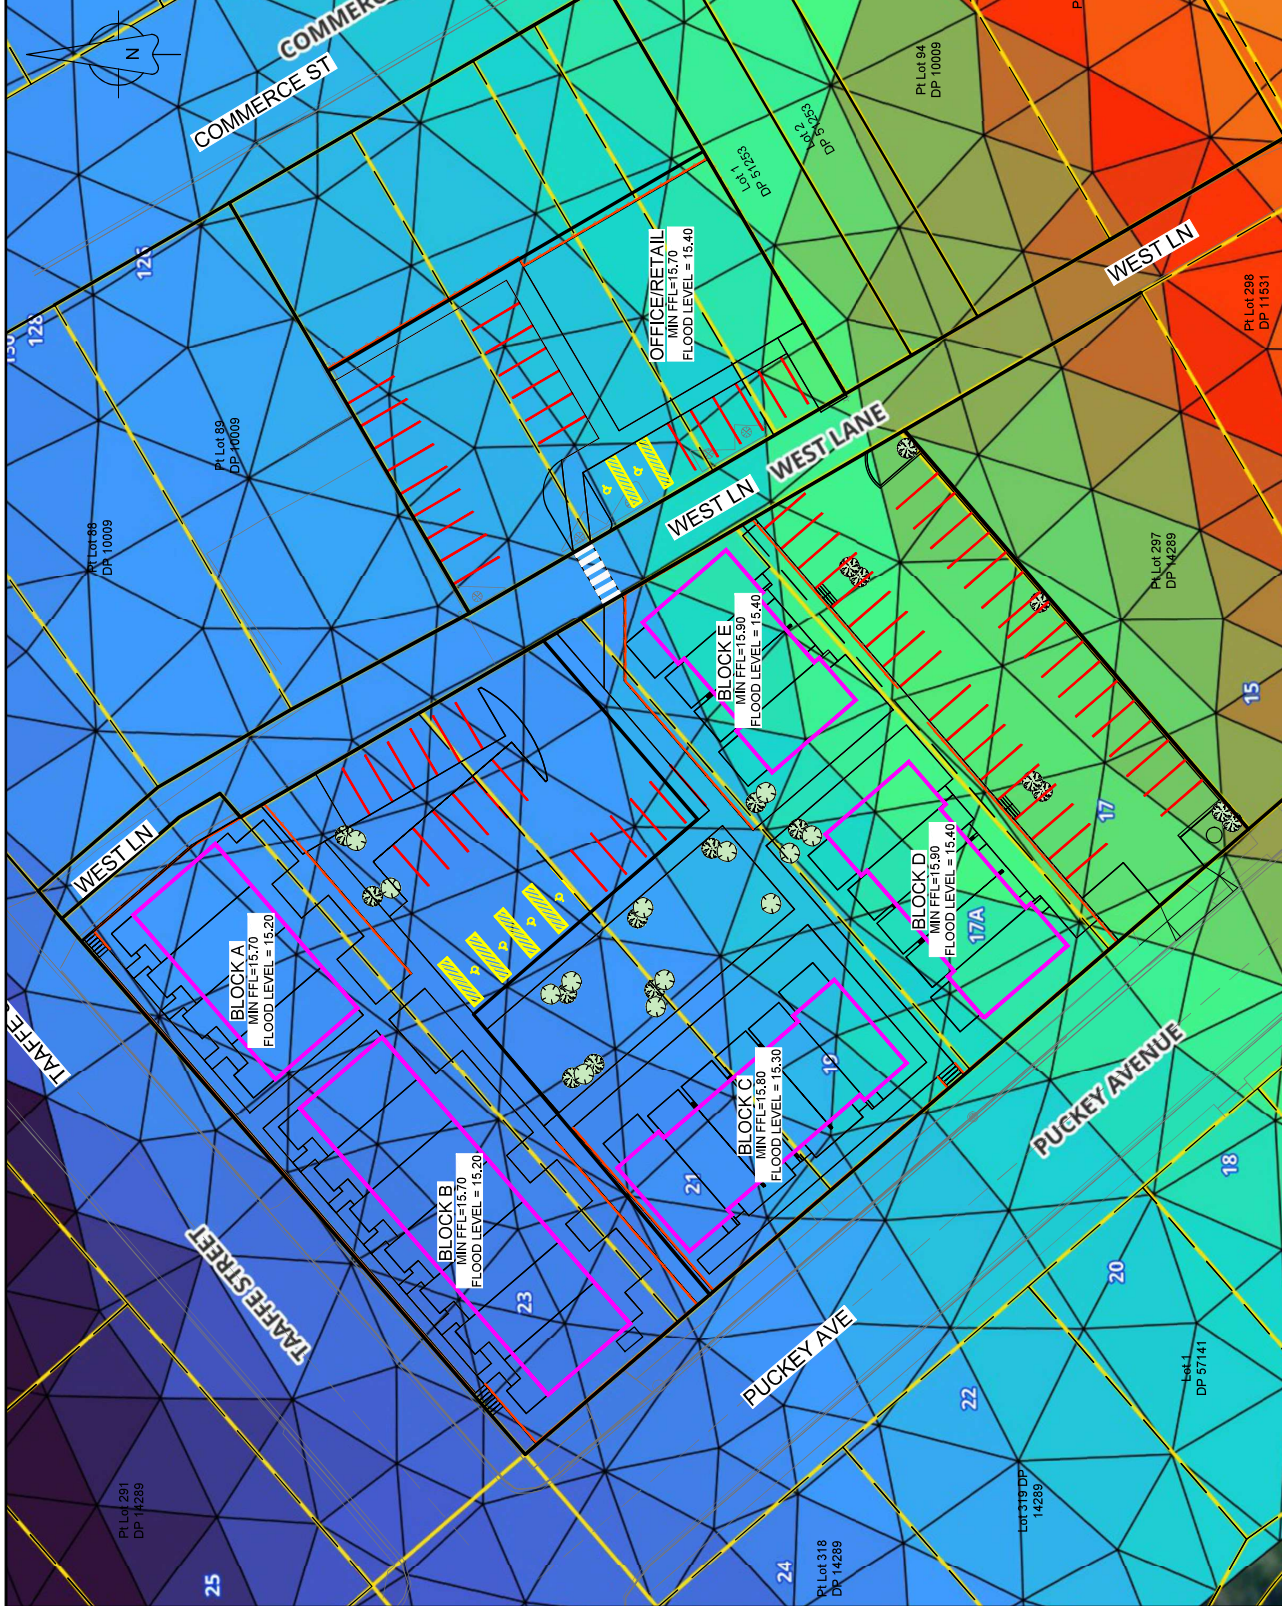 COMMERCE ST
N
Pt Lot 94
DP 10009
Lot 2
DP 51253
Lot 1
DP 51253
126
128
OFFICE/RETAIL
MIN FFL=15.70
FLOOD LEVEL = 15.40
WEST LN
Pt Lot 298
DP 11531
Pt Lot 89
DP 10009
Pt Lot 88
DP 10009
WEST LANE
WEST LN
Pt Lot 297
DP 14289
BLOCK E
MIN FFL=15.90
FLOOD LEVEL = 15.40
15
17
WEST LN
BLOCK A
MIN FFL=15.70
FLOOD LEVEL = 15.20
BLOCK D
MIN FFL=15.90
FLOOD LEVEL = 15.40
17A
TAAFFE
BLOCK C
MIN FFL=15.80
FLOOD LEVEL = 15.30
19
21
PUCKEY AVENUE
18
BLOCK B
MIN FFL=15.70
FLOOD LEVEL = 15.20
23
TAAFFE STREET
20
PUCKEY AVE
Lot 1
DP 57141
22
Pt Lot 291
DP 14289
Lot 319 DP
14289
25
24
Pt Lot 318
DP 14289